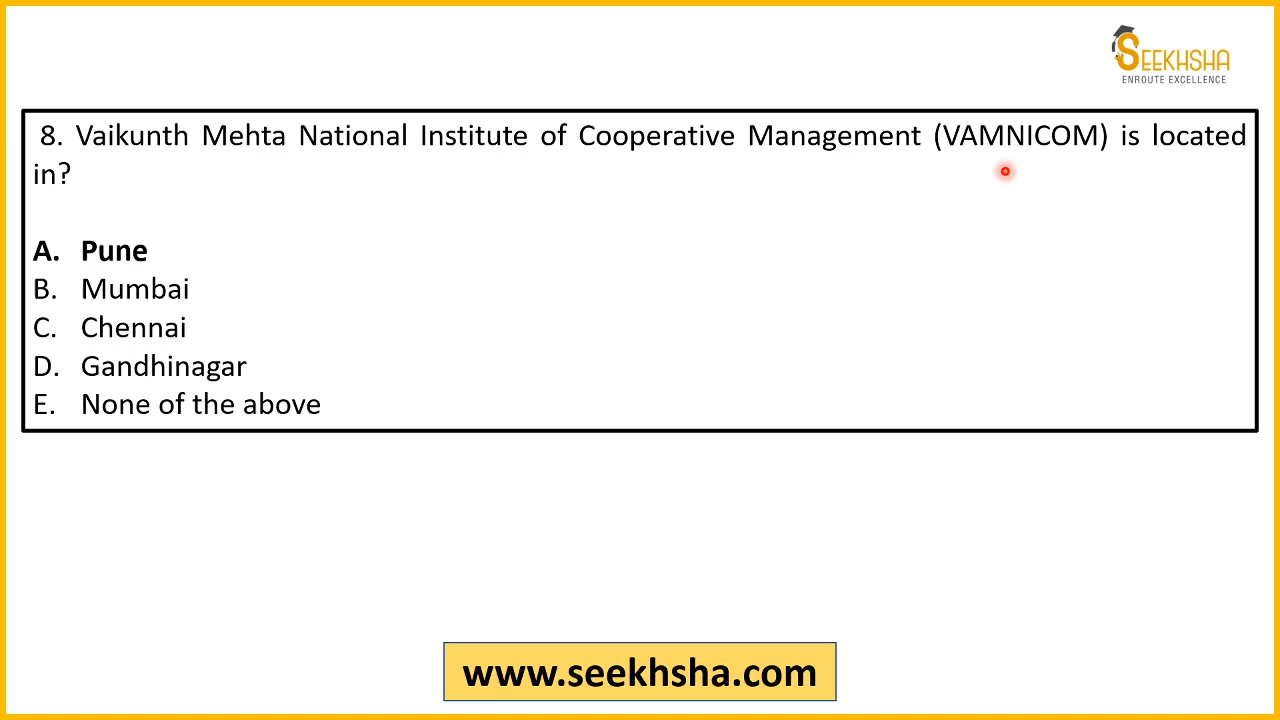 SEEKHSHA
ENROUTE EXCELLENCE
8. Vaikunth Mehta National Institute of Cooperative Management (VAMNICOM) is located
in?
A. Pune
B. Mumbai
C. Chennai
D. Gandhinagar
E. None of the above
www.seekhsha.com